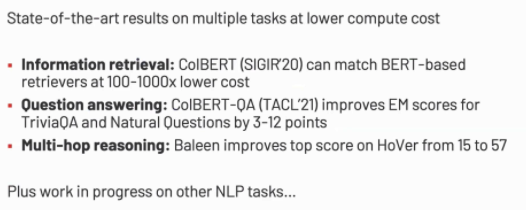 State-of-the-art results on multiple tasks at lower compute cost
▪ Information retrieval: ColBERT (SIGIR'20) can match BERT-based
retrievers at 100-1000x lower cost
▪ Question answering: ColBERT-QA (TACL'21) improves EM scores for
TriviaQA and Natural Questions by 3-12 points
▪ Multi-hop reasoning: Baleen improves top score on HoVer from 15 to 57
Plus work in progress on other NLP tasks...